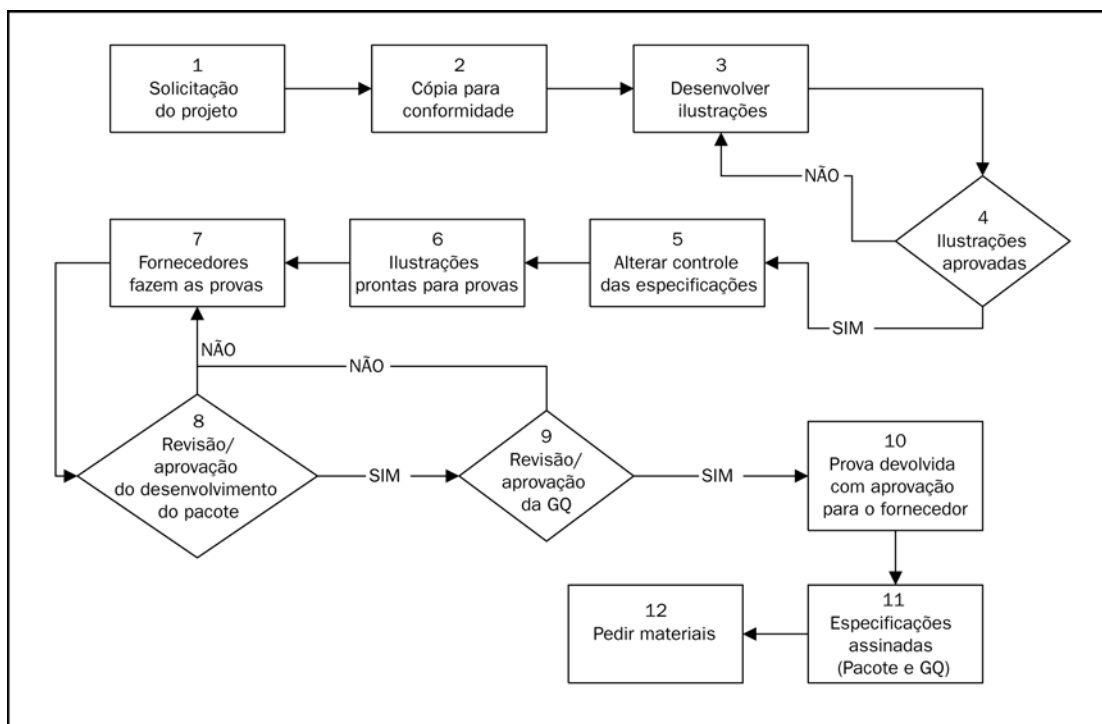 1
Solicitação
do projeto
2
Cópia para
conformidade
3
Desenvolver
ilustrações
NÃO
4
Ilustrações
aprovadas
SIM
5
Alterar controle
das especificações
6
Ilustrações
prontas para provas
7
Fornecedores
fazem as provas
NÃO
NÃO
8
Revisão/
aprovação
do desenvolvimento
do pacote
SIM
9
Revisão/
aprovação
da GQ
SIM
10
Prova devolvida
com aprovação
para o fornecedor
11
Especificações
assinadas
(Pacote e GQ)
12
Pedir materiais